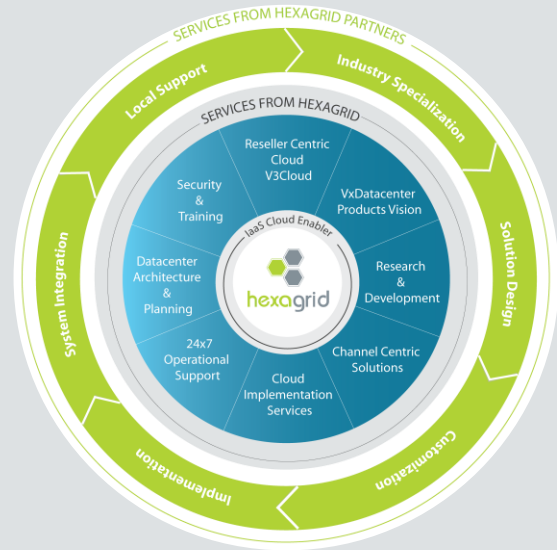 SERVICES FROM HEXAGRID PARTNERS
Local Support
Industry Specialization
Solution Design
Customization
Implementation
System Integration
SERVICES FROM HEXAGRID
Reseller Centric
Cloud
V3Cloud
VxDatacenter
Products Vision
Research
&
Development
Channel Centric
Solutions
Cloud
Implementation
Services
24x7
Operational
Support
Datacenter
Architecture
&
Planning
Security
&
Training
IaaS Cloud Enabler
hexagrid